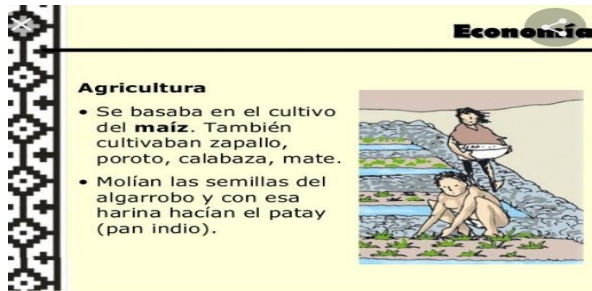 Economía
Agricultura
• Se basaba en el cultivo
del maíz. También
cultivaban zapallo,
poroto, calabaza, mate.
• Molían las semillas del
algarrobo y con esa
harina hacían el patay
(pan indio).